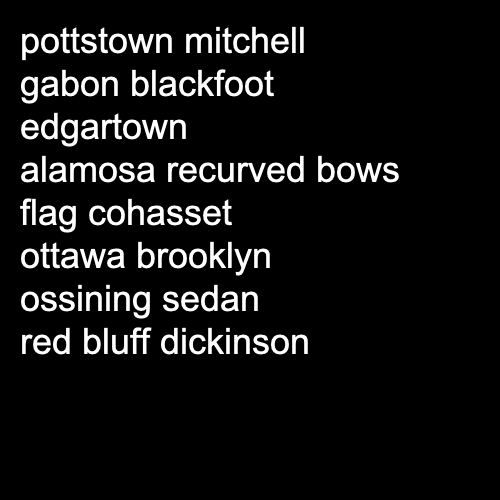 pottstown mitchell
gabon blackfoot
edgartown
alamosa recurved bows
flag cohasset
ottawa brooklyn
ossining sedan
red bluff dickinson